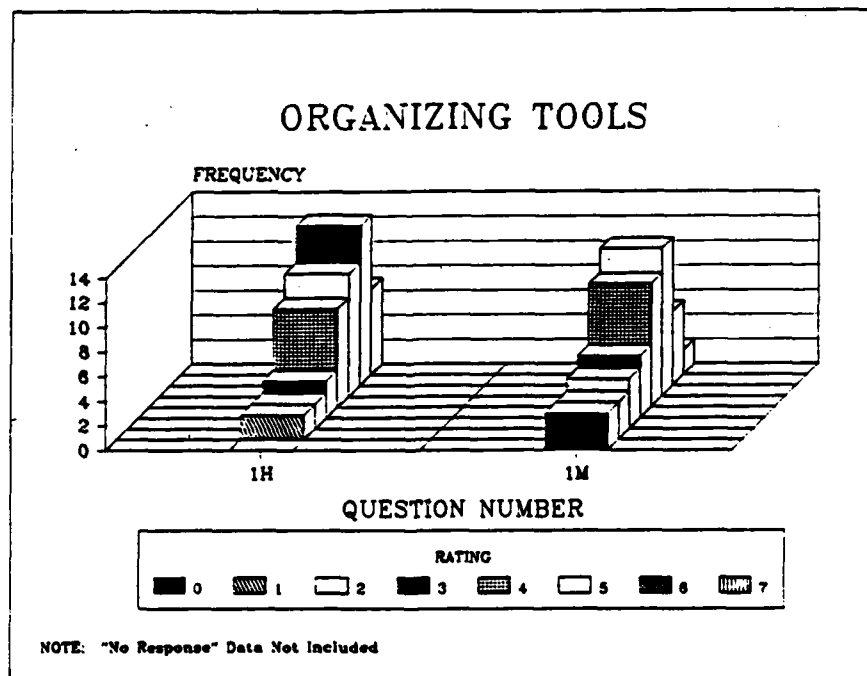 ORGANIZING TOOLS
FREQUENCY
14
12
10
8
6
4
2
0
1H 1M
QUESTION NUMBER
RATING
0 1 2 3 4 5 6 7
NOTE: "No Response" Data Not Included